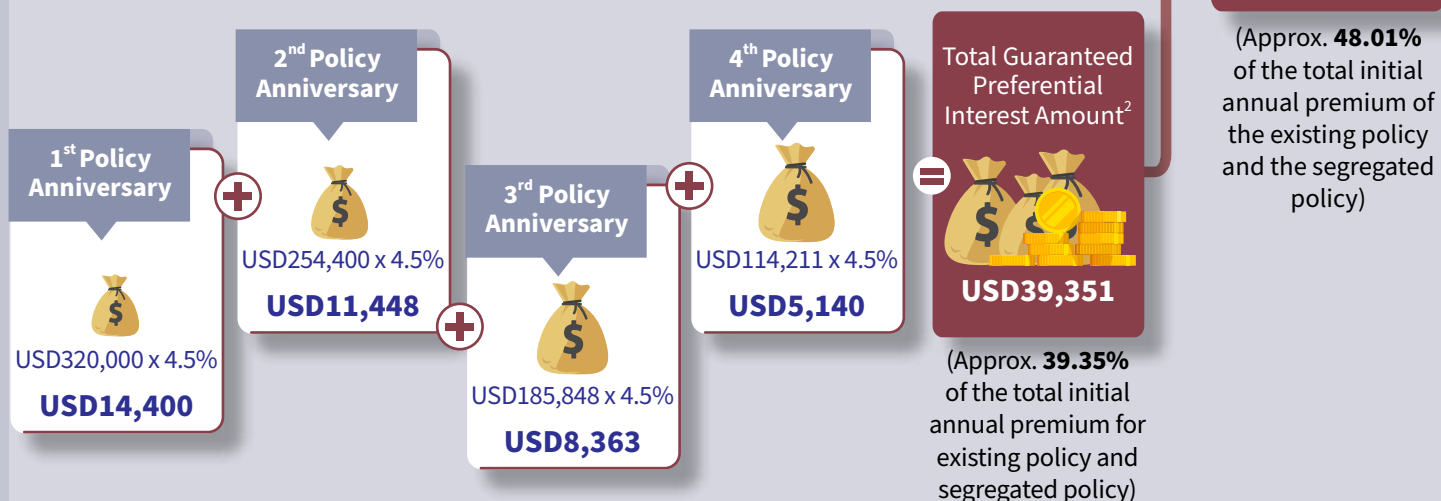 1st Policy
Anniversary
USD320,000 x 4.5%
USD14,400
2nd Policy
Anniversary
USD254,400 x 4.5%
USD11,448
3rd Policy
Anniversary
USD185,848 x 4.5%
USD8,363
4th Policy
Anniversary
USD114,211 x 4.5%
USD5,140
Total Guaranteed
Preferential
Interest Amount2
USD39,351
(Approx. 39.35%
of the total initial
annual premium for
existing policy and
segregated policy)
(Approx. 48.01%
of the total initial
annual premium of
the existing policy
and the segregated
policy)